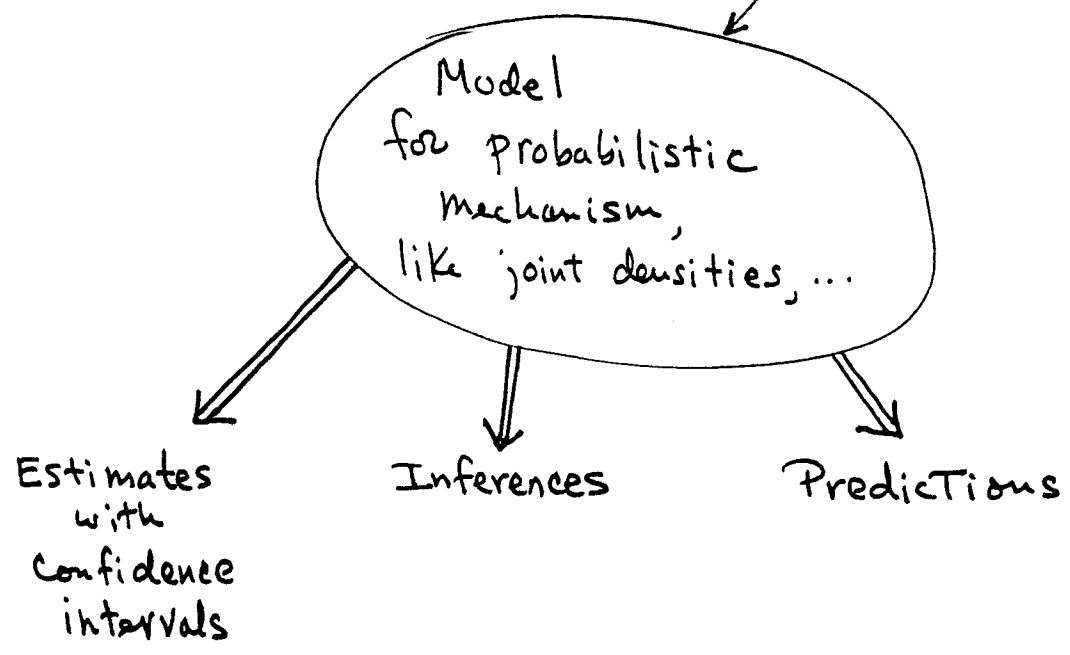 Model
for probabilistic
mechanism,
like joint densities, ...
Estimates
with
confidence
intervals
Inferences
Predictions